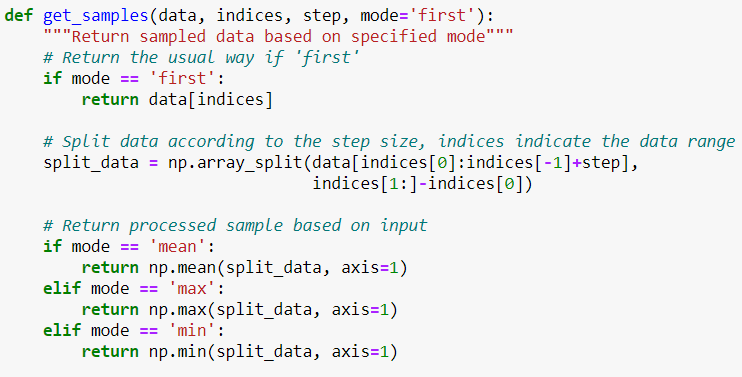 def get_samples(data, indices, step, mode='first'):
    """Return sampled data based on specified mode"""
    # Return the usual way if 'first'
    if mode == 'first':
        return data[indices]

    # Split data according to the step size, indices indicate the data range
    split_data = np.array_split(data[indices[0]:indices[-1]+step],
                                indices[1:]-indices[0])

    # Return processed sample based on input
    if mode == 'mean':
        return np.mean(split_data, axis=1)
    elif mode == 'max':
        return np.max(split_data, axis=1)
    elif mode == 'min':
        return np.min(split_data, axis=1)